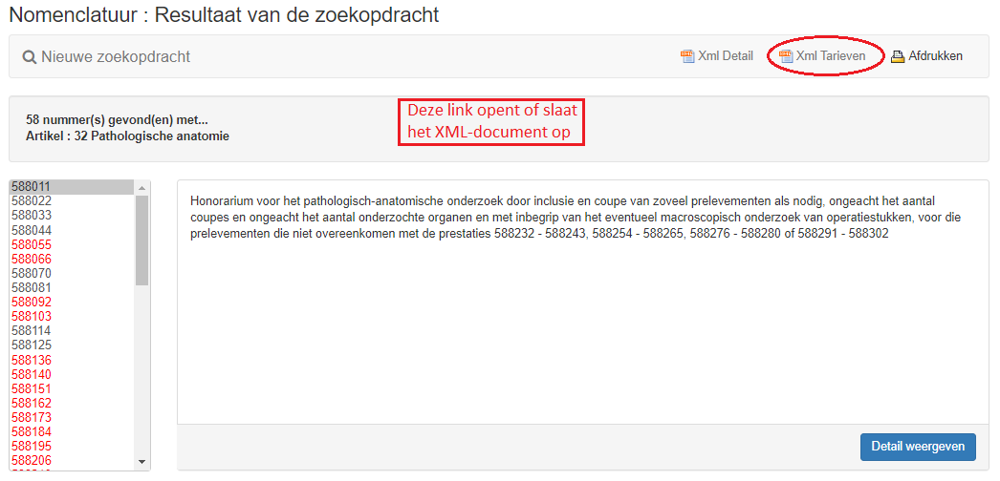 Nomenclatuur : Resultaat van de zoekopdracht
Nieuwe zoekopdracht
Xml Detail
Xml Tarieven
Afdrukken
58 nummer(s) gevond(en) met...
Artikel : 32 Pathologische anatomie
Deze link opent of slaat
het XML-document op
588011
588022
588033
588044
588055
588066
588070
588081
588092
588103
588114
588125
588136
588140
588151
588162
588173
588184
588195
588206
Honorarium voor het pathologisch-anatomische onderzoek door inclusie en coupe van zoveel prelevementen als nodig, ongeacht het aantal
coupes en ongeacht het aantal onderzochte organen en met inbegrip van het eventueel macroscopisch onderzoek van operatiestukken, voor die
prelevementen die niet overeenkomen met de prestaties 588232 - 588243, 588254 - 588265, 588276 - 588280 of 588291 - 588302
Detail weergeven